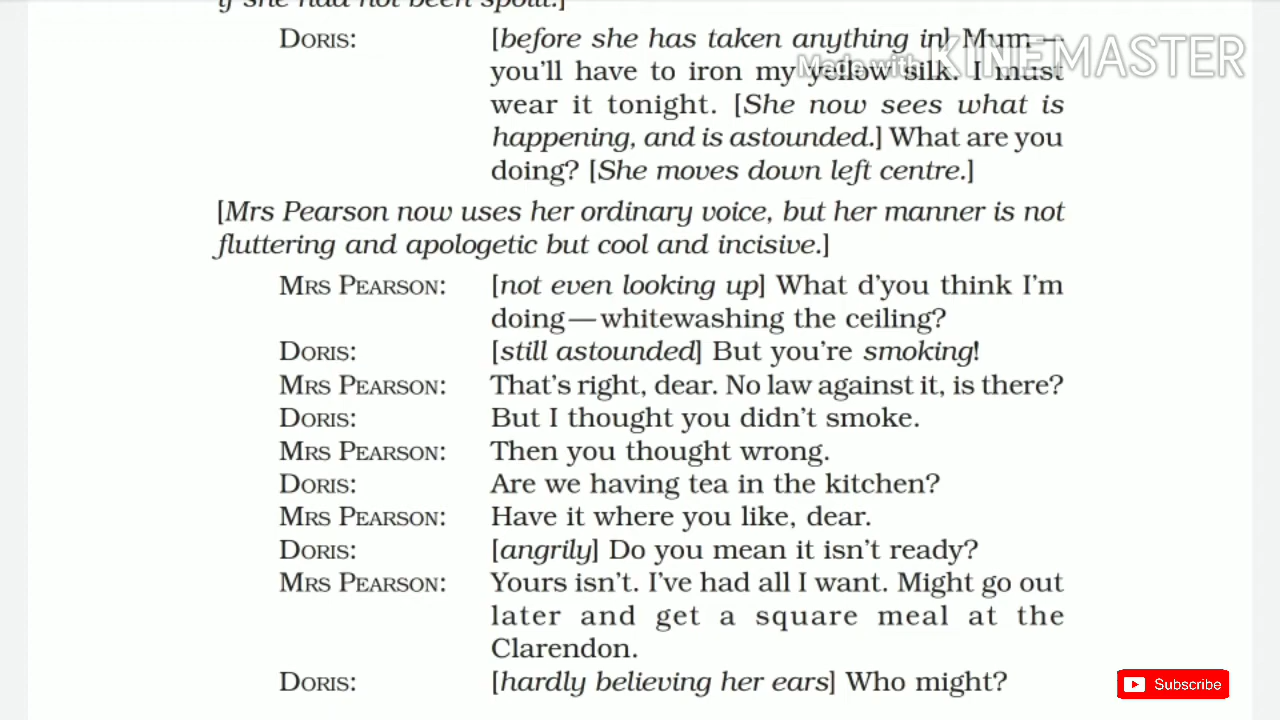 if she had not been spoilt.]
DORIS: [before she has taken anything in] Mum —
you'll have to iron my yellow silk. I must
wear it tonight. [She now sees what is
happening, and is astounded.] What are you
doing? [She moves down left centre.]
[Mrs Pearson now uses her ordinary voice, but her manner is not
fluttering and apologetic but cool and incisive.]
MRS PEARSON: [not even looking up] What d'you think I'm
doing—whitewashing the ceiling?
DORIS: [still astounded] But you're smoking!
MRS PEARSON: That's right, dear. No law against it, is there?
DORIS: But I thought you didn't smoke.
MRS PEARSON: Then you thought wrong.
DORIS: Are we having tea in the kitchen?
MRS PEARSON: Have it where you like, dear.
DORIS: [angrily] Do you mean it isn't ready?
MRS PEARSON: Yours isn't. I've had all I want. Might go out
later and get a square meal at the
Clarendon.
DORIS: [hardly believing her ears] Who might?
Made with KINEMASTER
Subscribe